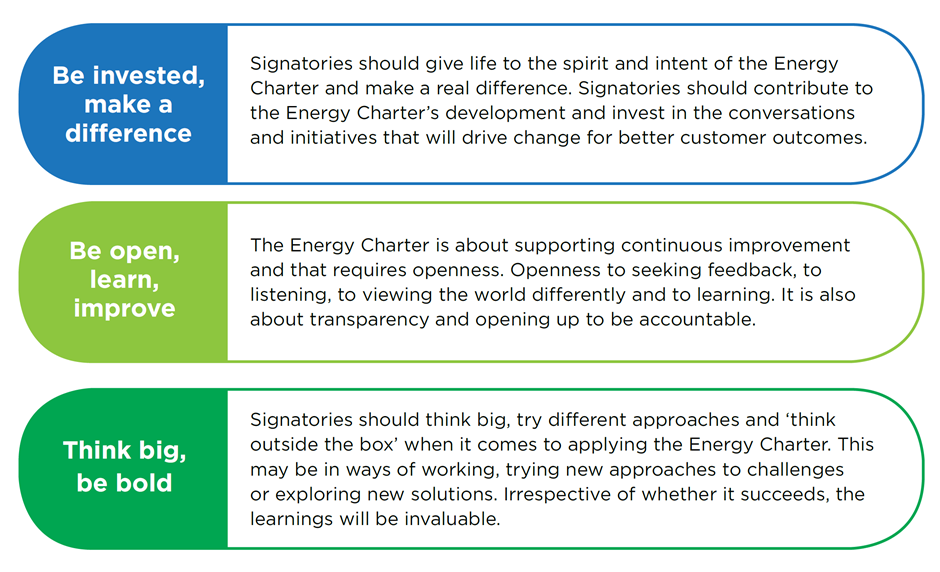 Be invested,
make a
difference
Signatories should give life to the spirit and intent of the Energy
Charter and make a real difference. Signatories should contribute to
the Energy Charter’s development and invest in the conversations
and initiatives that will drive change for better customer outcomes.
Be open,
learn,
improve
The Energy Charter is about supporting continuous improvement
and that requires openness. Openness to seeking feedback, to
listening, to viewing the world differently and to learning. It is also
about transparency and opening up to be accountable.
Think big,
be bold
Signatories should think big, try different approaches and ‘think
outside the box’ when it comes to applying the Energy Charter. This
may be in ways of working, trying new approaches to challenges
or exploring new solutions. Irrespective of whether it succeeds, the
learnings will be invaluable.